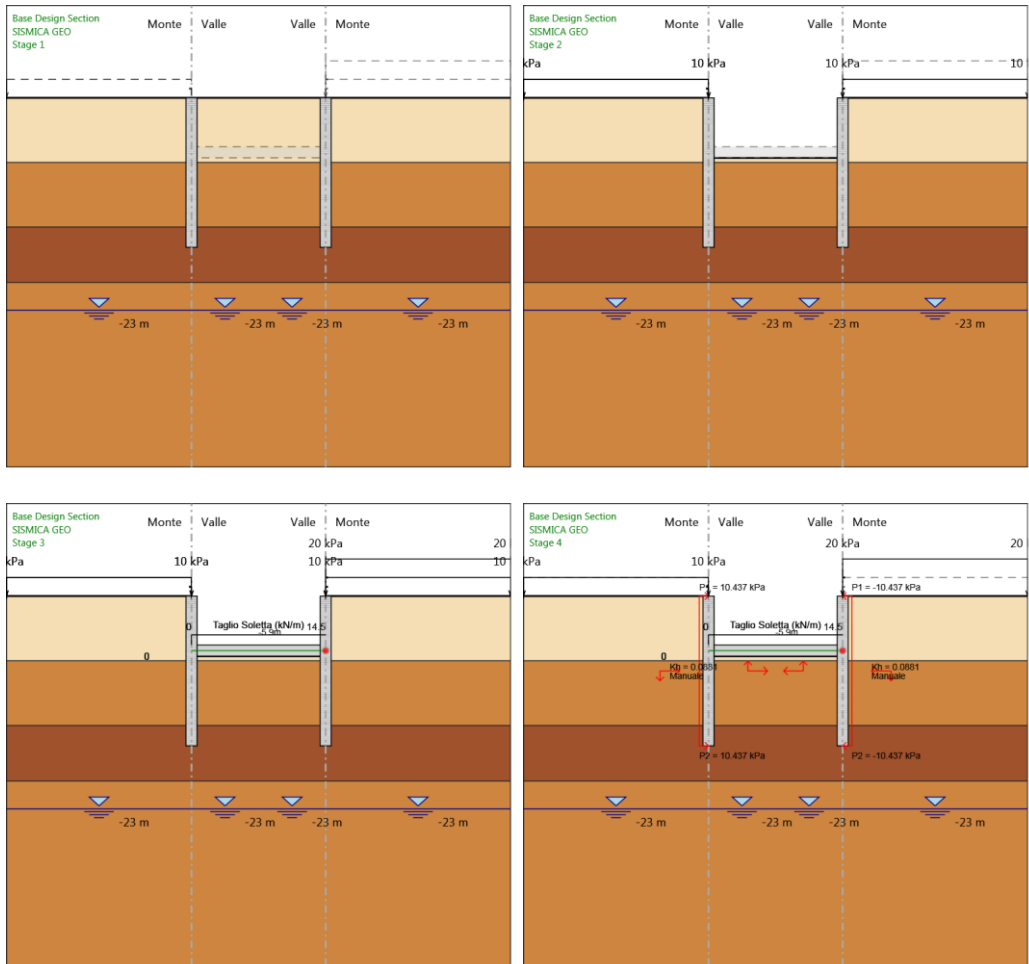 Base Design Section
SISMICA GEO
Stage 1
Monte Valle Valle Monte
-23 m -23 m -23 m -23 m
Base Design Section
SISMICA GEO
Stage 2
Monte Valle Valle Monte
kPa 10 kPa 10 kPa 10
-23 m -23 m -23 m -23 m
Base Design Section
SISMICA GEO
Stage 3
Monte Valle Valle Monte
20 kPa 20
kPa 10 kPa 10 kPa 10
0 Taglio Soletta (kN/m) 14.5
-5.9m
0
-23 m -23 m -23 m -23 m
Base Design Section
SISMICA GEO
Stage 4
Monte Valle Valle Monte
20 kPa 20
kPa 10 kPa
P1 = 10.437 kPa P1 = -10.437 kPa
0 Taglio Soletta (kN/m) 14.5
-5.9m
0
Kh = 0.0881 Kh = 0.0881
Manuale Manuale
P2 = 10.437 kPa P2 = -10.437 kPa
-23 m -23 m -23 m -23 m